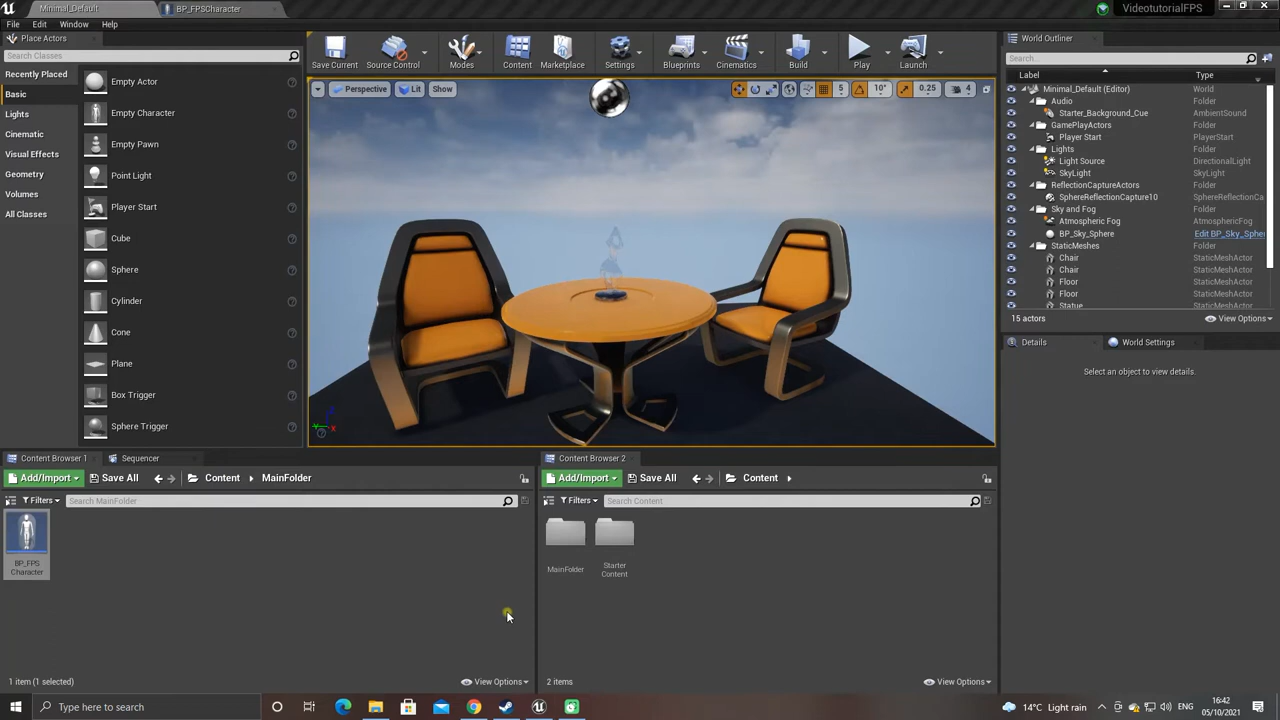 Minimal_Default
BP_FPSCharacter
VideotutorialFPS
File Edit Window Help
Place Actors
Search Classes
Recently Placed
Basic
Lights
Cinematic
Visual Effects
Geometry
Volumes
All Classes
Empty Actor
Empty Character
Empty Pawn
Point Light
Player Start
Cube
Sphere
Cylinder
Cone
Plane
Box Trigger
Sphere Trigger
Save Current Source Control Modes Content Marketplace Settings Blueprints Cinematics Build Play Launch
Perspective Lit Show 5 10° 0.25 4
World Outliner
Search...
Label Type
Minimal_Default (Editor) World
Audio Folder
Starter_Background_Cue AmbientSound
GamePlayActors Folder
Player Start PlayerStart
Lights Folder
Light Source DirectionalLight
SkyLight SkyLight
ReflectionCaptureActors Folder
SphereReflectionCapture10 SphereReflectionCa
Sky and Fog Folder
Atmospheric Fog AtmosphericFog
BP_Sky_Sphere Edit BP_Sky_Spher
StaticMeshes Folder
Chair StaticMeshActor
Chair StaticMeshActor
Floor StaticMeshActor
Floor StaticMeshActor
Statue StaticMeshActor
15 actors View Options
Details World Settings
Select an object to view details.
Content Browser 1 Sequencer
Add/Import Save All Content MainFolder
Filters Search MainFolder
BP_FPS
Character
1 item (1 selected) View Options
Content Browser 2
Add/Import Save All Content
Filters Search Content
MainFolder
Starter
Content
2 items View Options
Type here to search
14°C Light rain
16:42
05/10/2021